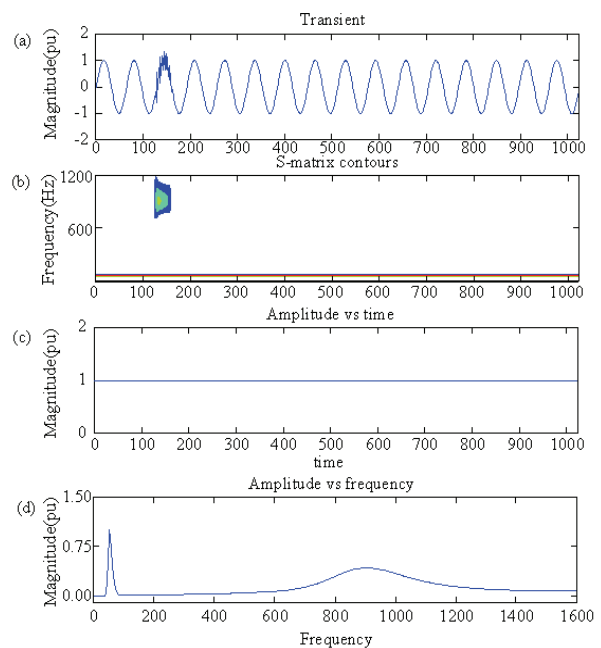 Transient
(a)
Magnitude(pu)
2
1
0
-1
-2
0 100 200 300 400 500 600 700 800 900 1000
S-matrix contours
(b)
Frequency(Hz)
1200
600
0 100 200 300 400 500 600 700 800 900 1000
Amplitude vs time
(c)
Magnitude(pu)
2
1
0
0 100 200 300 400 500 600 700 800 900 1000
time
Amplitude vs frequency
(d)
Magnitude(pu)
1.50
0.75
0.00
0 200 400 600 800 1000 1200 1400 1600
Frequency